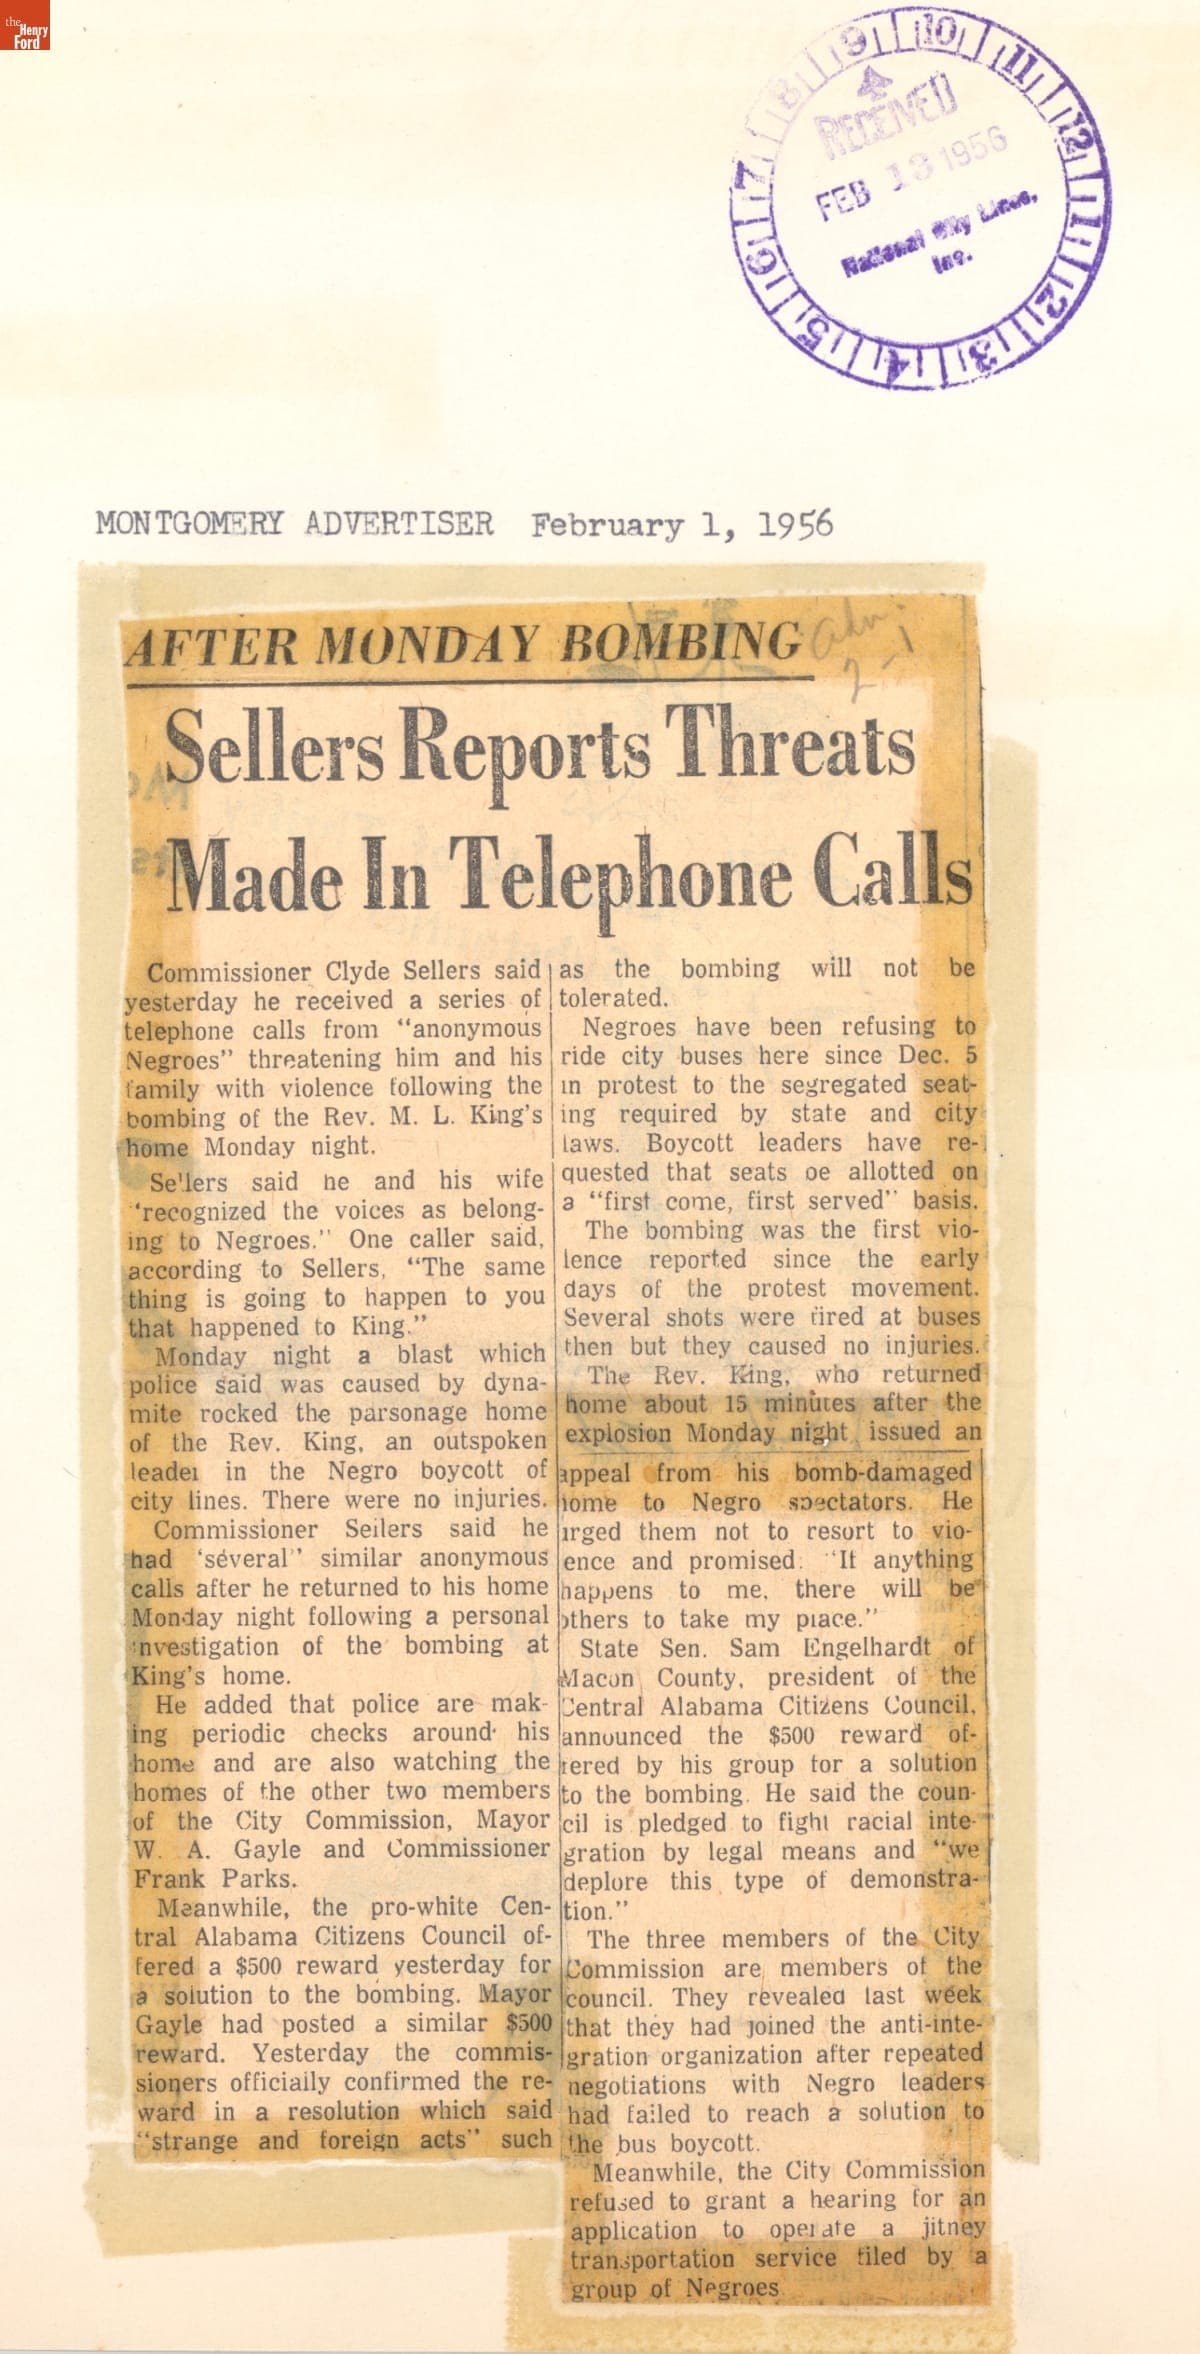 the
Henry
Ford
9 10 11 12 1 2 3 4 5 6 7 8
RECEIVED
FEB 13 1956
National City Lines,
Inc.
MONTGOMERY ADVERTISER February 1, 1956
Adv.
2-1
AFTER MONDAY BOMBING
Sellers Reports Threats
Made In Telephone Calls
Commissioner Clyde Sellers said
yesterday he received a series of
telephone calls from “anonymous
Negroes” threatening him and his
family with violence following the
bombing of the Rev. M. L. King's
home Monday night.
Sellers said he and his wife
‘recognized the voices as belong-
ing to Negroes.” One caller said,
according to Sellers, “The same
thing is going to happen to you
that happened to King.”
Monday night a blast which
police said was caused by dyna-
mite rocked the parsonage home
of the Rev. King, an outspoken
leader in the Negro boycott of
city lines. There were no injuries.
Commissioner Sellers said he
had ‘several” similar anonymous
calls after he returned to his home
Monday night following a personal
investigation of the bombing at
King's home.
He added that police are mak-
ing periodic checks around his
home and are also watching the
homes of the other two members
of the City Commission, Mayor
W. A. Gayle and Commissioner
Frank Parks.
Meanwhile, the pro-white Cen-
tral Alabama Citizens Council of-
fered a $500 reward yesterday for
a solution to the bombing. Mayor
Gayle had posted a similar $500
reward. Yesterday the commis-
sioners officially confirmed the re-
ward in a resolution which said
“strange and foreign acts” such
as the bombing will not be
tolerated.
Negroes have been refusing to
ride city buses here since Dec. 5
in protest to the segregated seat-
ing required by state and city
laws. Boycott leaders have re-
quested that seats be allotted on
a “first come, first served” basis.
The bombing was the first vio-
lence reported since the early
days of the protest movement.
Several shots were fired at buses
then but they caused no injuries.
The Rev. King, who returned
home about 15 minutes after the
explosion Monday night, issued an
appeal from his bomb-damaged
home to Negro spectators. He
urged them not to resort to vio-
lence and promised: “If anything
happens to me, there will be
others to take my place.”
State Sen. Sam Engelhardt of
Macon County, president of the
Central Alabama Citizens Council,
announced the $500 reward of-
fered by his group for a solution
to the bombing. He said the coun-
cil is pledged to fight racial inte-
gration by legal means and “we
deplore this type of demonstra-
tion.”
The three members of the City
Commission are members of the
council. They revealed last week
that they had joined the anti-inte-
gration organization after repeated
negotiations with Negro leaders
had failed to reach a solution to
the bus boycott.
Meanwhile, the City Commission
refused to grant a hearing for an
application to operate a jitney
transportation service filed by a
group of Negroes